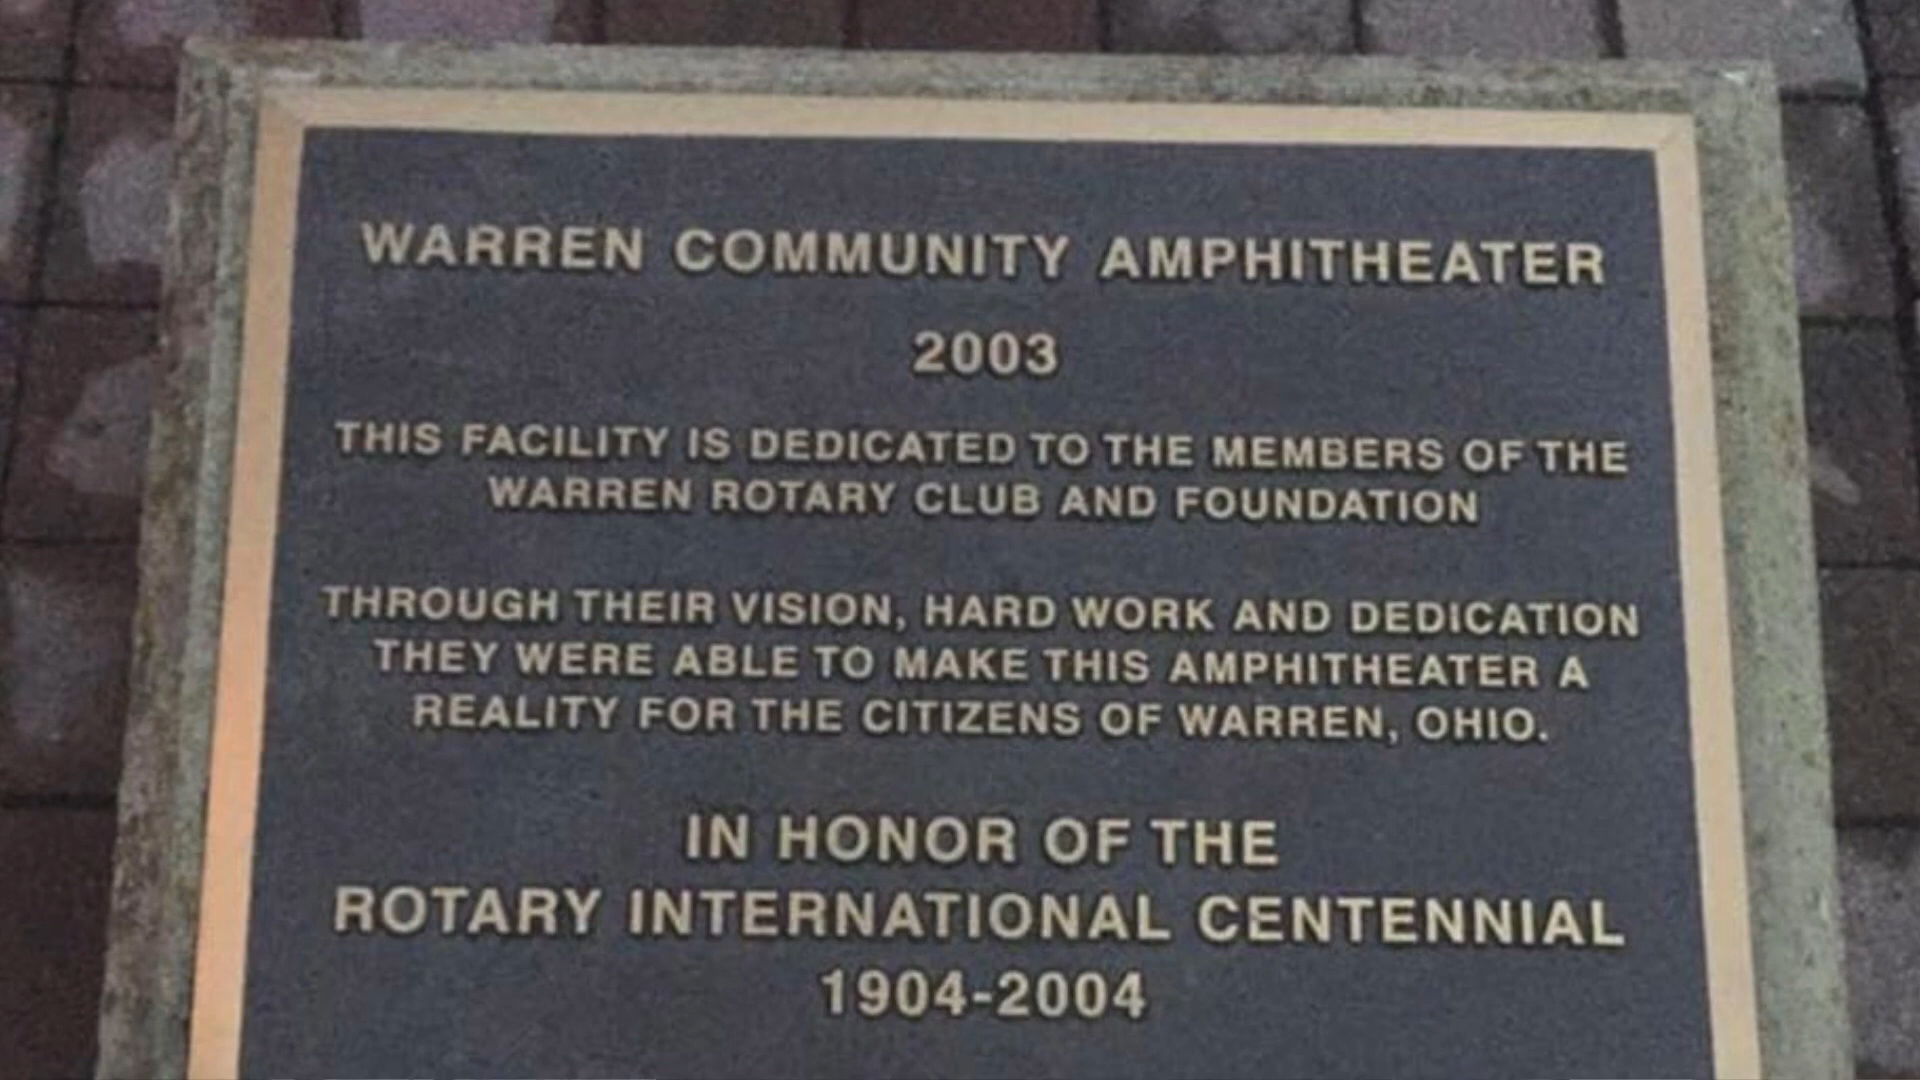 WARREN COMMUNITY AMPHITHEATER
2003
THIS FACILITY IS DEDICATED TO THE MEMBERS OF THE
WARREN ROTARY CLUB AND FOUNDATION
THROUGH THEIR VISION, HARD WORK AND DEDICATION
THEY WERE ABLE TO MAKE THIS AMPHITHEATER A
REALITY FOR THE CITIZENS OF WARREN, OHIO.
IN HONOR OF THE
ROTARY INTERNATIONAL CENTENNIAL
1904-2004